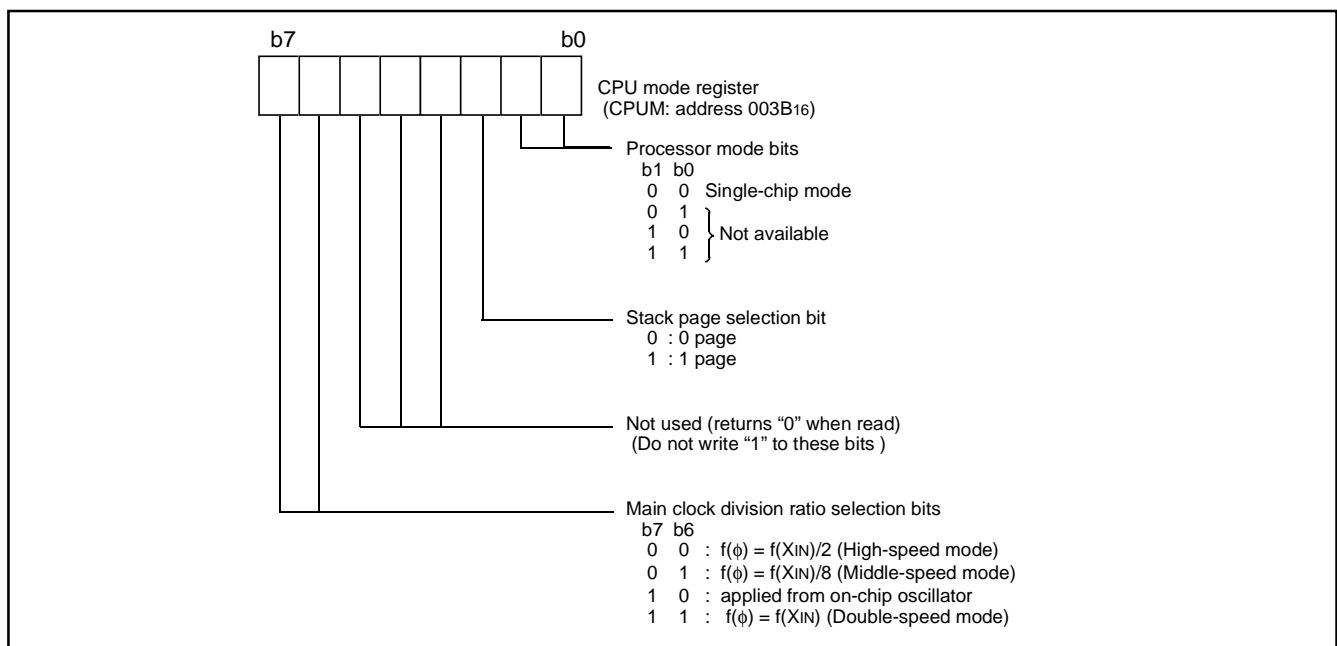 b7 b0
CPU mode register
(CPUM: address 003B16)
Processor mode bits
b1 b0
0 0 Single-chip mode
0 1
1 0 Not available
1 1
Stack page selection bit
0 : 0 page
1 : 1 page
Not used (returns “0” when read)
(Do not write “1” to these bits )
Main clock division ratio selection bits
b7 b6
0 0 : f(ϕ) = f(XIN)/2 (High-speed mode)
0 1 : f(ϕ) = f(XIN)/8 (Middle-speed mode)
1 0 : applied from on-chip oscillator
1 1 : f(ϕ) = f(XIN) (Double-speed mode)